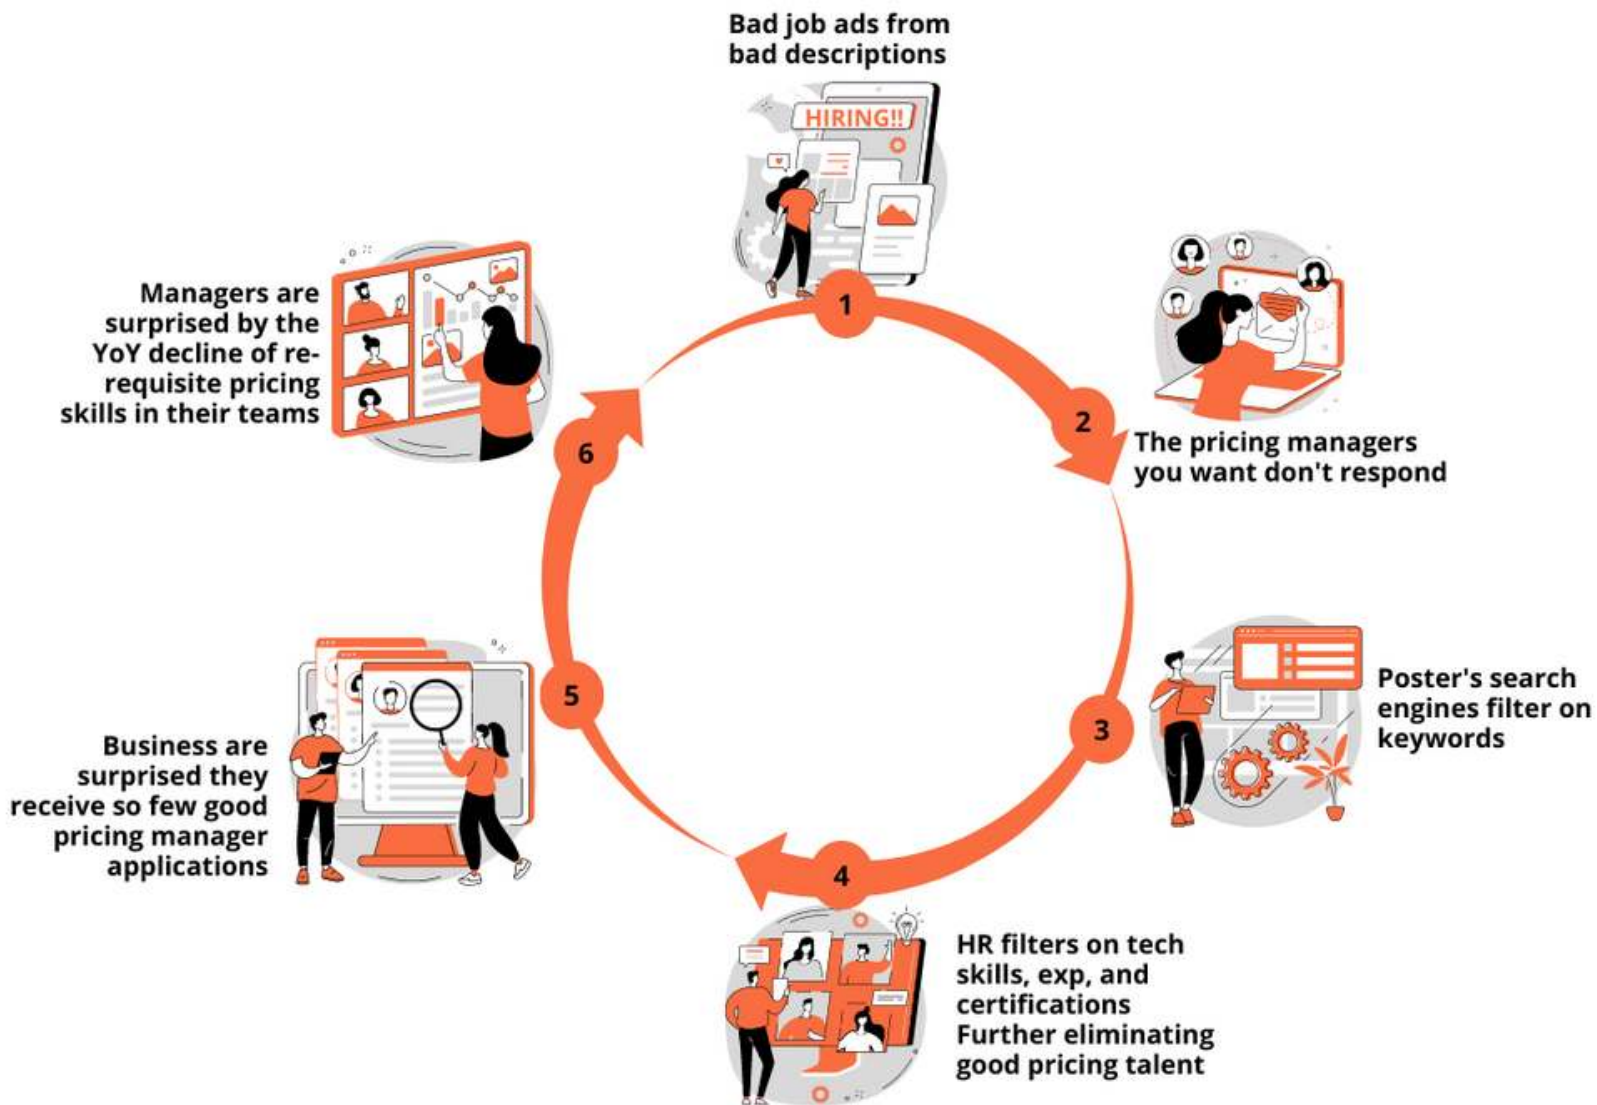 Bad job ads from
bad descriptions
HIRING!!
1
2
The pricing managers
you want don't respond
3
Poster's search
engines filter on
keywords
4
HR filters on tech
skills, exp, and
certifications
Further eliminating
good pricing talent
5
Business are
surprised they
receive so few good
pricing manager
applications
6
Managers are
surprised by the
YoY decline of re-
requisite pricing
skills in their teams